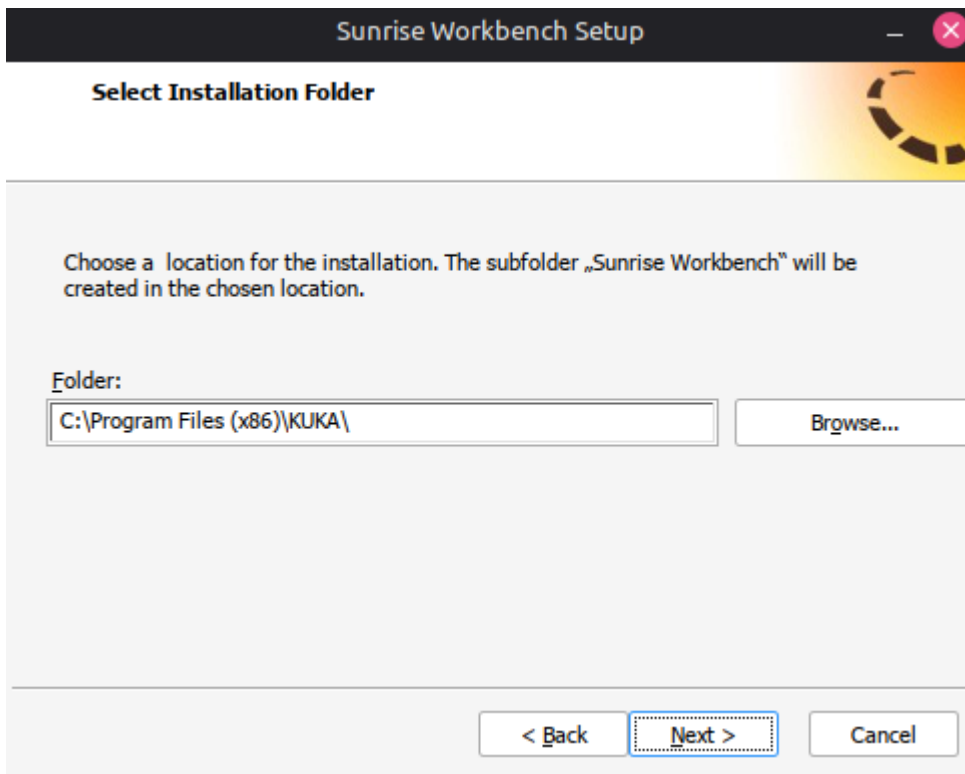 Sunrise Workbench Setup
Select Installation Folder
Choose a  location for the installation. The subfolder „Sunrise Workbench“ will be
created in the chosen location.
Folder:
C:\Program Files (x86)\KUKA\
Browse...
< Back
Next >
Cancel